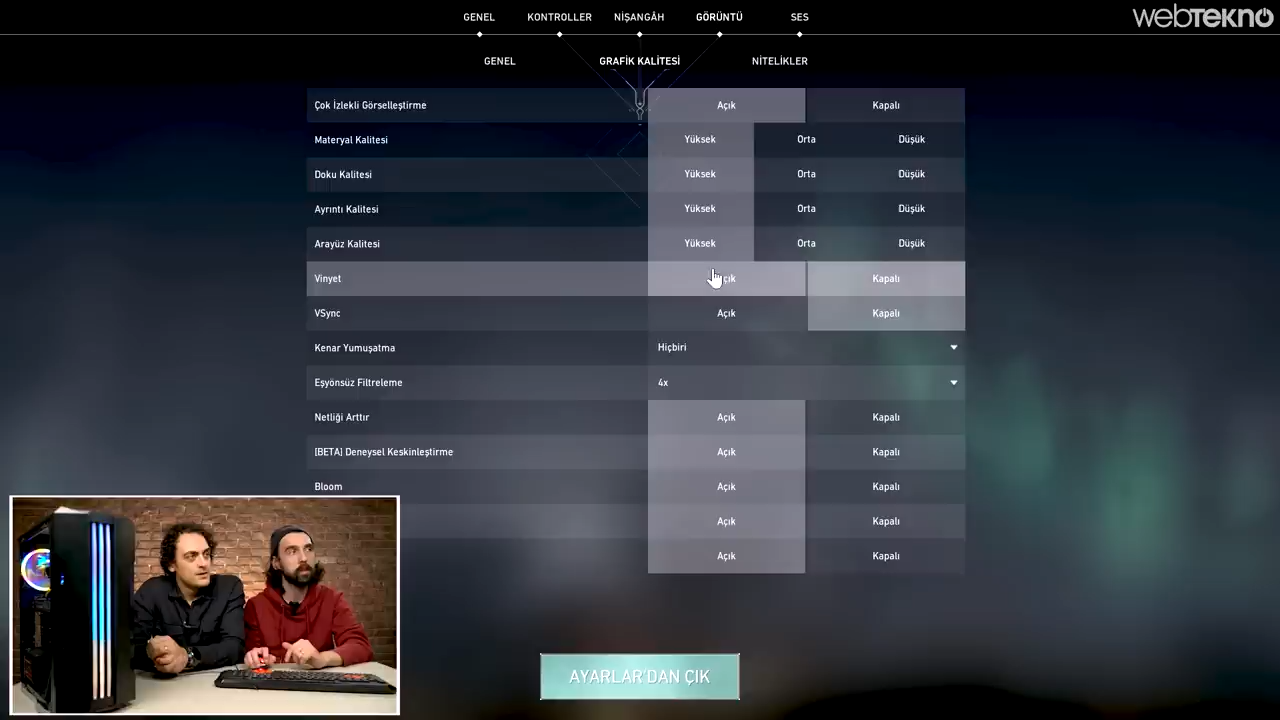 GENEL KONTROLLER NİŞANGÂH GÖRÜNTÜ SES
webTEKNO
GENEL GRAFİK KALİTESİ NİTELİKLER
Çok İzlekli Görselleştirme Açık Kapalı
Materyal Kalitesi Yüksek Orta Düşük
Doku Kalitesi Yüksek Orta Düşük
Ayrıntı Kalitesi Yüksek Orta Düşük
Arayüz Kalitesi Yüksek Orta Düşük
Vinyet Açık Kapalı
VSync Açık Kapalı
Kenar Yumuşatma Hiçbiri
Eşyönsüz Filtreleme 4x
Netliği Arttır Açık Kapalı
[BETA] Deneysel Keskinleştirme Açık Kapalı
Bloom Açık Kapalı
Açık Kapalı
Açık Kapalı
AYARLAR'DAN ÇIK